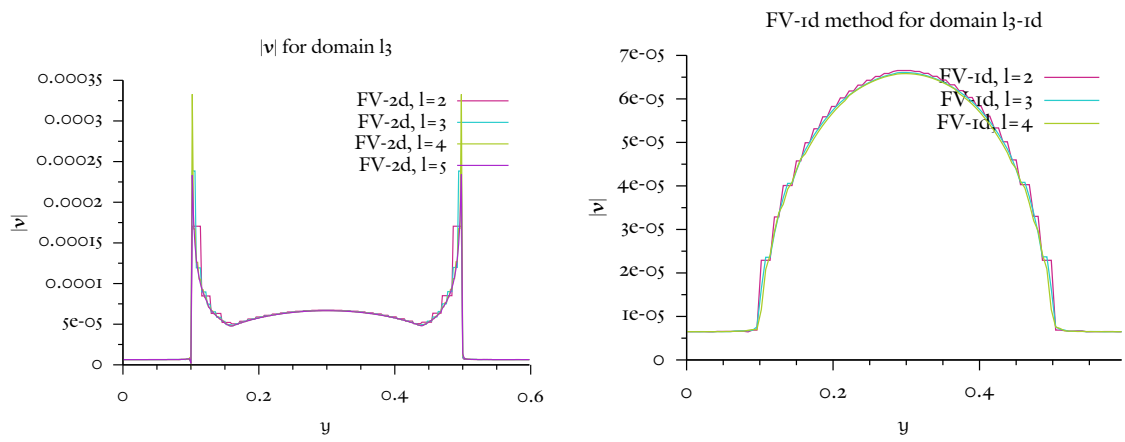 |v| for domain l3
0.00035
0.0003
0.00025
0.0002
0.00015
0.0001
5e-05
0
|v|
FV-2d, l=2
FV-2d, l=3
FV-2d, l=4
FV-2d, l=5
0
0.2
0.4
0.6
y
FV-1d method for domain l3-1d
7e-05
6e-05
5e-05
4e-05
3e-05
2e-05
1e-05
0
|v|
FV-1d, l=2
FV-1d, l=3
FV-1d, l=4
0
0.2
0.4
y